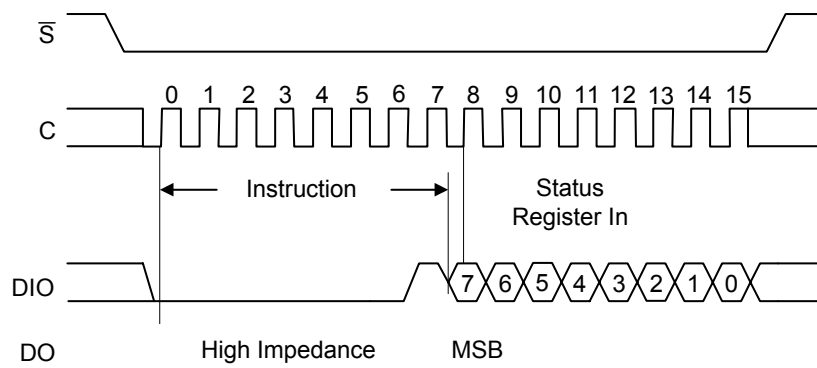 S̅
0 1 2 3 4 5 6 7 8 9 10 11 12 13 14 15
C
Instruction
Status
Register In
DIO
7 6 5 4 3 2 1 0
DO
High Impedance
MSB